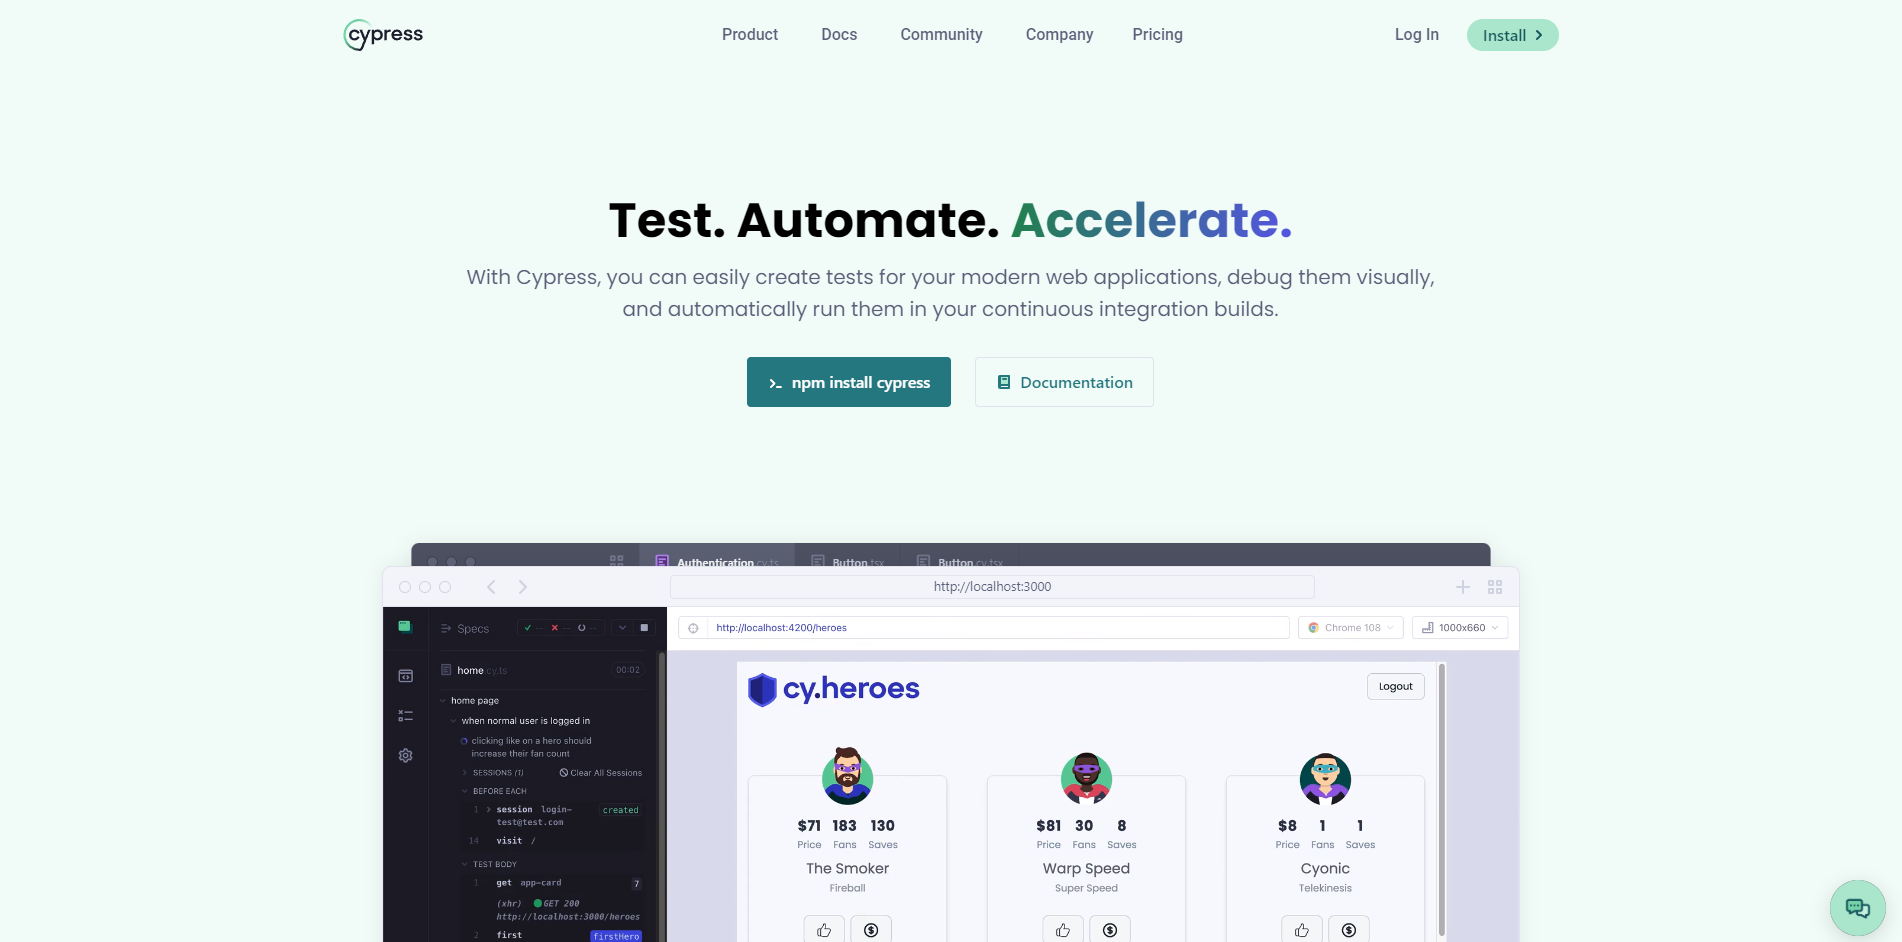 cypress
Product
Docs
Community
Company
Pricing
Log In
Install
Test. Automate. Accelerate.
With Cypress, you can easily create tests for your modern web applications, debug them visually,
and automatically run them in your continuous integration builds.
npm install cypress
Documentation
Authentication.cy.ts
Button.tsx
Button.cy.tsx
http://localhost:3000
Specs
-- -- --
http://localhost:4200/heroes
Chrome 108
1000x660
home.cy.ts
00:02
home page
when normal user is logged in
clicking like on a hero should
increase their fan count
SESSIONS (1)
Clear All Sessions
BEFORE EACH
1 session login-
test@test.com
created
14 visit /
TEST BODY
1 get app-card 7
(xhr) GET 200
http://localhost:3000/heroes
2 first firstHero
cy.heroes
Logout
$71 183 130
Price Fans Saves
The Smoker
Fireball
$81 30 8
Price Fans Saves
Warp Speed
Super Speed
$8 1 1
Price Fans Saves
Cyonic
Telekinesis